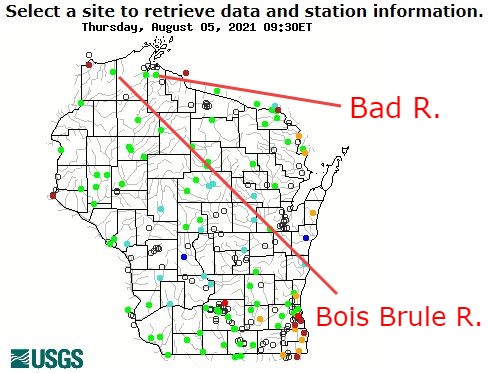 Select a site to retrieve data and station information.
Thursday, August 05, 2021 09:30ET
Bad R.
Bois Brule R.
USGS